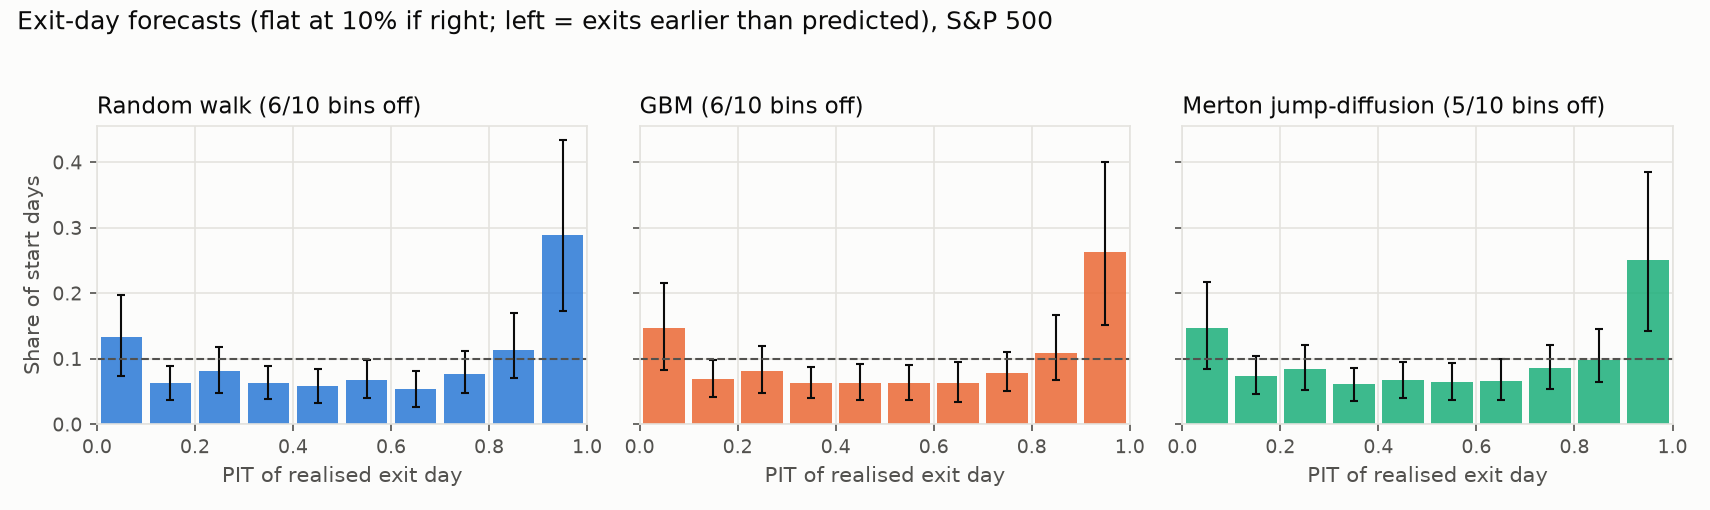 Exit-day forecasts (flat at 10% if right; left = exits earlier than predicted), S&P 500
Random walk (6/10 bins off)
GBM (6/10 bins off)
Merton jump-diffusion (5/10 bins off)
Share of start days
0.4
0.3
0.2
0.1
0.0
0.0 0.2 0.4 0.6 0.8 1.0
0.0 0.2 0.4 0.6 0.8 1.0
0.0 0.2 0.4 0.6 0.8 1.0
PIT of realised exit day
PIT of realised exit day
PIT of realised exit day